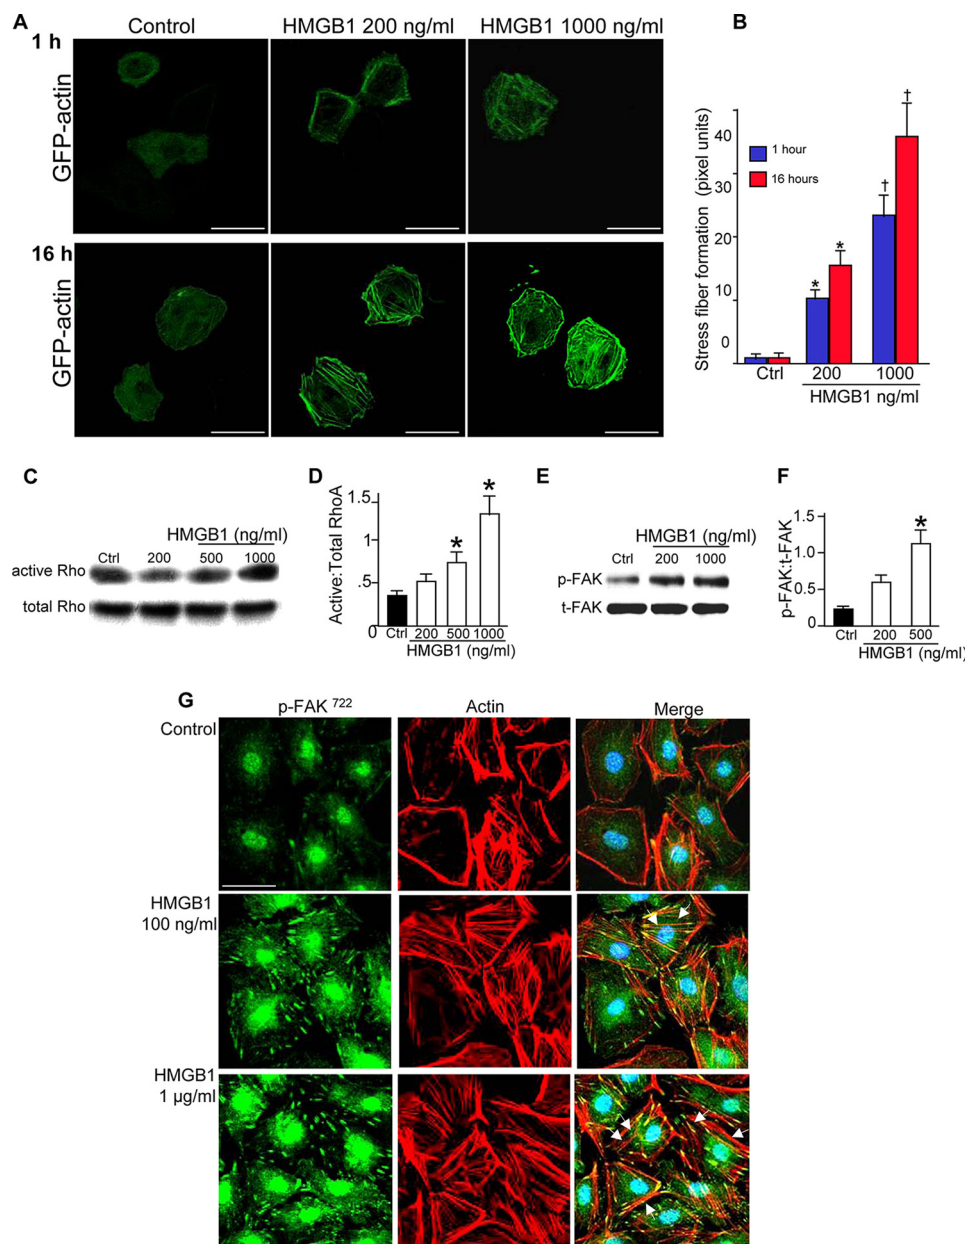 A
Control
HMGB1 200 ng/ml
HMGB1 1000 ng/ml
1 h
GFP-actin
16 h
GFP-actin
B
Stress fiber formation (pixel units)
40
30
20
10
0
1 hour
16 hours
*
*
†
†
Ctrl
200
1000
HMGB1 ng/ml
C
HMGB1 (ng/ml)
Ctrl
200
500
1000
active Rho
total Rho
D
Active:Total RhoA
1.5
1
.5
0
*
*
Ctrl
200
500
1000
HMGB1 (ng/ml)
E
HMGB1 (ng/ml)
Ctrl
200
1000
p-FAK
t-FAK
F
p-FAK:t-FAK
1.5
1.0
0.5
0
*
Ctrl
200
500
HMGB1 (ng/ml)
G
p-FAK 722
Actin
Merge
Control
HMGB1
100 ng/ml
HMGB1
1 µg/ml